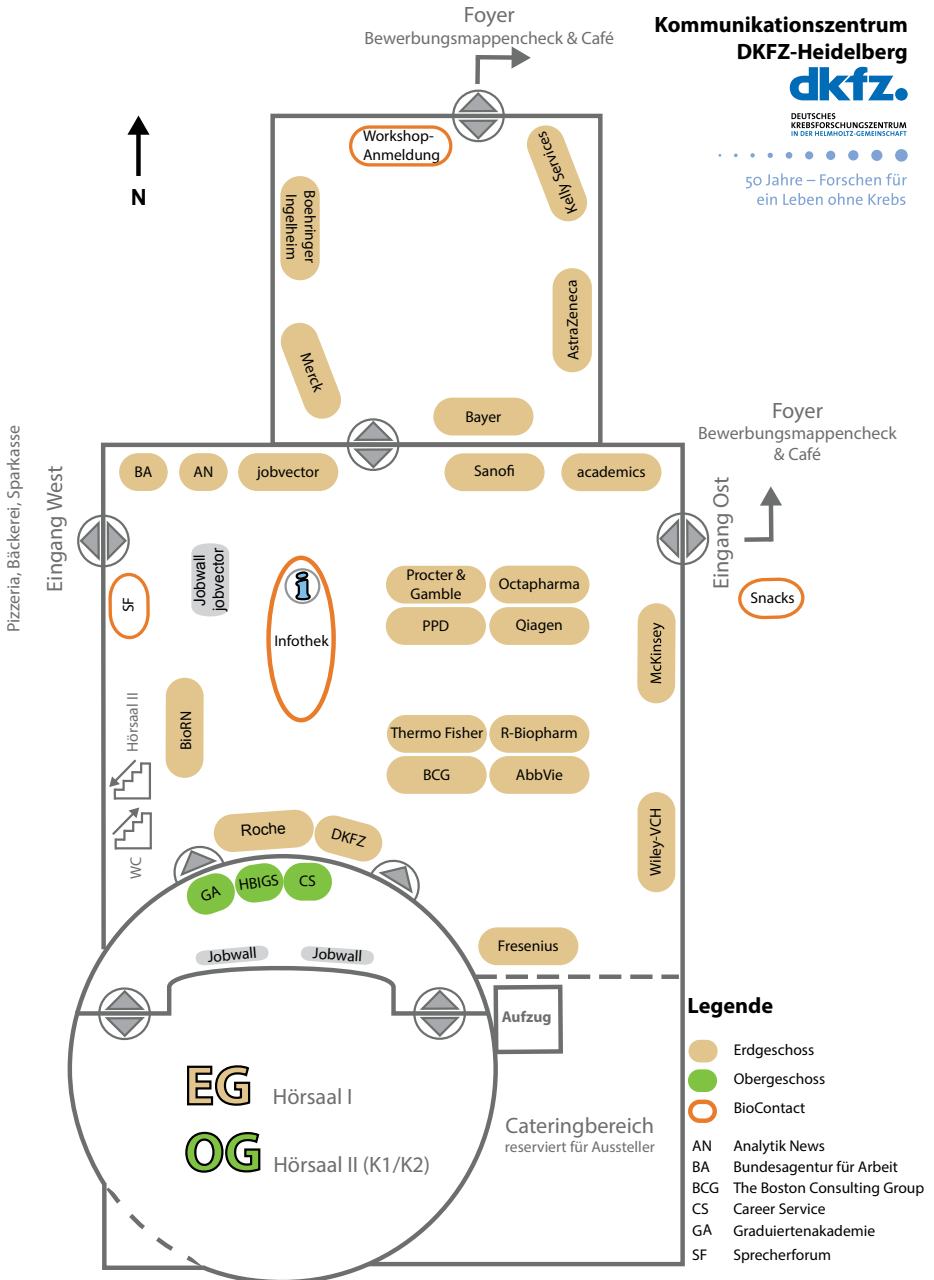 Foyer
Bewerbungsmappencheck & Café
Kommunikationszentrum
DKFZ-Heidelberg
dkfz.
DEUTSCHES
KREBSFORSCHUNGSZENTRUM
IN DER HELMHOLTZ-GEMEINSCHAFT
50 Jahre – Forschen für
ein Leben ohne Krebs
N
Workshop-
Anmeldung
Kelly Services
Boehringer
Ingelheim
AstraZeneca
Merck
Bayer
Foyer
Bewerbungsmappencheck
& Café
Pizzeria, Bäckerei, Sparkasse
Eingang West
BA
AN
jobvector
Sanofi
academics
Eingang Ost
Jobwall
jobvector
SF
i
Infothek
Procter &
Gamble
Octapharma
PPD
Qiagen
Snacks
McKinsey
Hörsaal II
BioRN
Thermo Fisher
R-Biopharm
BCG
AbbVie
WC
Roche
DKFZ
Wiley-VCH
GA
HBIGS
CS
Jobwall
Jobwall
Fresenius
Aufzug
EG Hörsaal I
OG Hörsaal II (K1/K2)
Cateringbereich
reserviert für Aussteller
Legende
Erdgeschoss
Obergeschoss
BioContact
AN Analytik News
BA Bundesagentur für Arbeit
BCG The Boston Consulting Group
CS Career Service
GA Graduiertenakademie
SF Sprecherforum